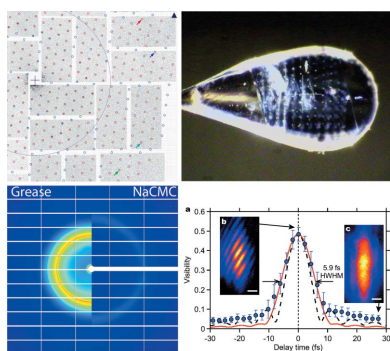 Grease NaCMC
a
b
c
0.6
0.5
0.4
0.3
0.2
0.1
0
Visibility
5.9 fs
HWHM
-30 -20 -10 0 10 20 30
Delay time (fs)